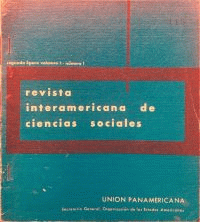 segunda época volumen 1 - número 1
revista
interamericana de
ciencias sociales
UNION PANAMERICANA
Secretaría General, Organización de los Estados Americanos